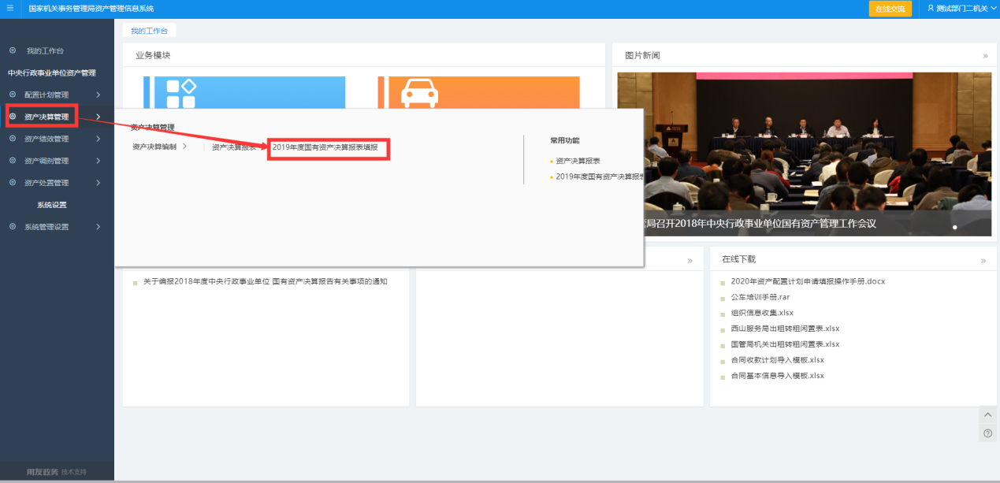 国家机关事务管理局资产管理信息系统
在线交流
测试部门二机关
我的工作台
我的工作台
中央行政事业单位资产管理
配置计划管理
资产决算管理
资产绩效管理
资产调剂管理
资产处置管理
系统设置
系统管理设置
用友政务 技术支持
业务模块
图片新闻
资产决算管理
资产决算编制
资产决算报表
2019年度国有资产决算报表填报
常用功能
资产决算报表
2019年度国有资产决算报
局召开2018年中央行政事业单位国有资产管理工作会议
关于编报2018年度中央行政事业单位 国有资产决算报告有关事项的通知
在线下载
2020年资产配置计划申请填报操作手册.docx
公车培训手册.rar
组织信息收集.xlsx
西山服务局出租转租闲置表.xlsx
国管局机关出租转租闲置表.xlsx
合同收款计划导入模板.xlsx
合同基本信息导入模板.xlsx